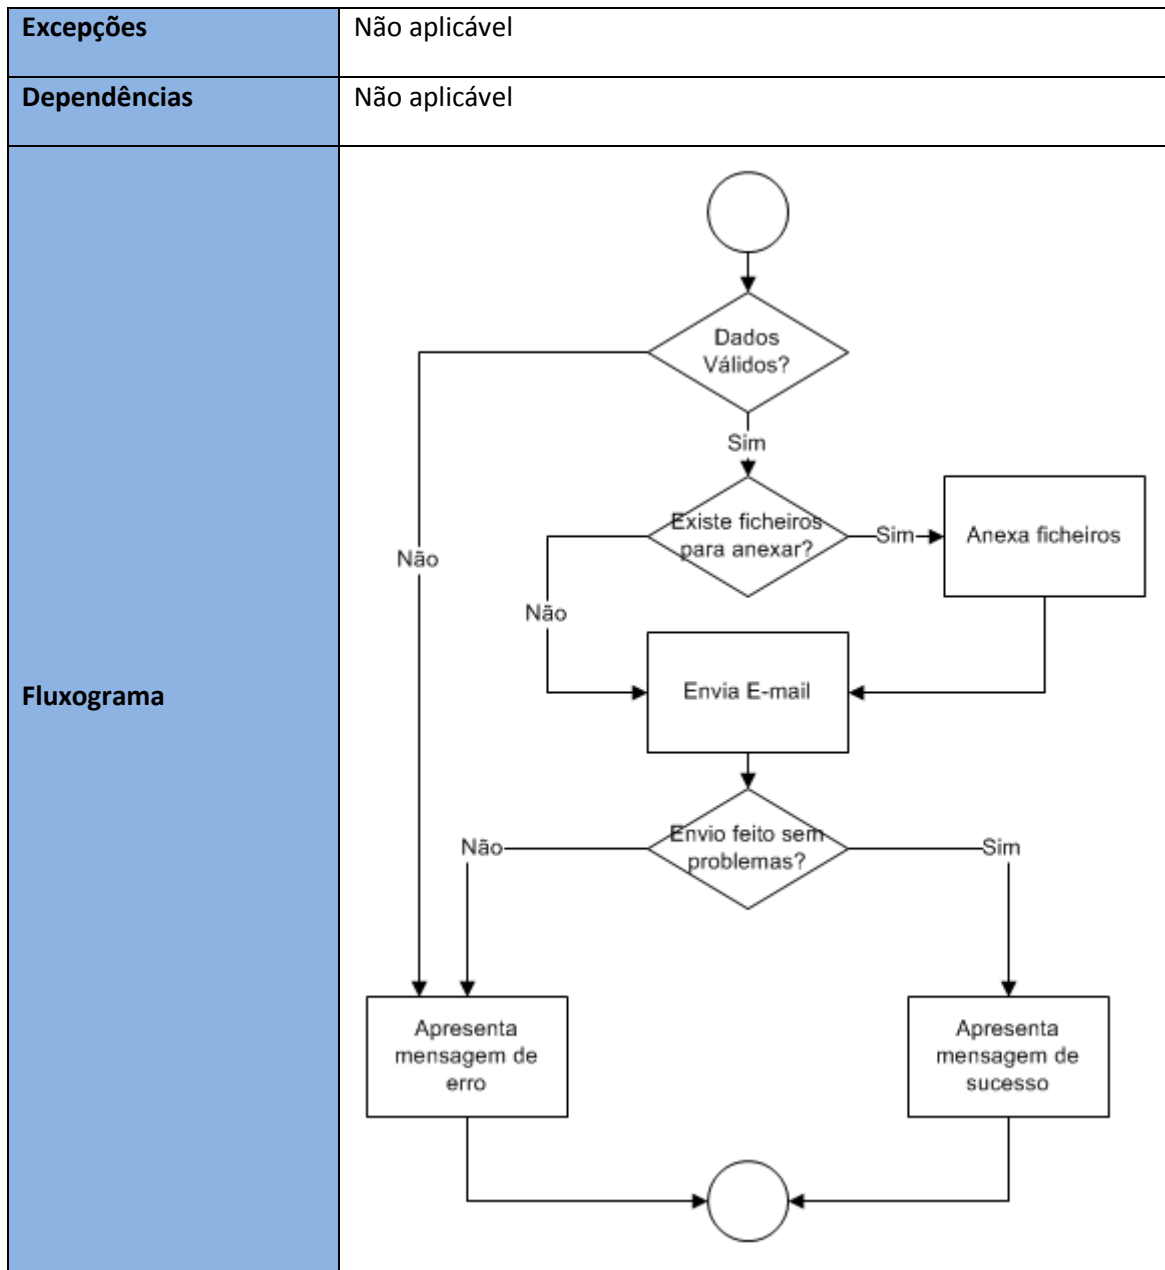 Excepções
Não aplicável
Dependências
Não aplicável
Fluxograma
Dados
Válidos?
Sim
Existe ficheiros
para anexar?
Sim
Anexa ficheiros
Não
Não
Envia E-mail
Envio feito sem
problemas?
Não
Sim
Apresenta
mensagem de
erro
Apresenta
mensagem de
sucesso